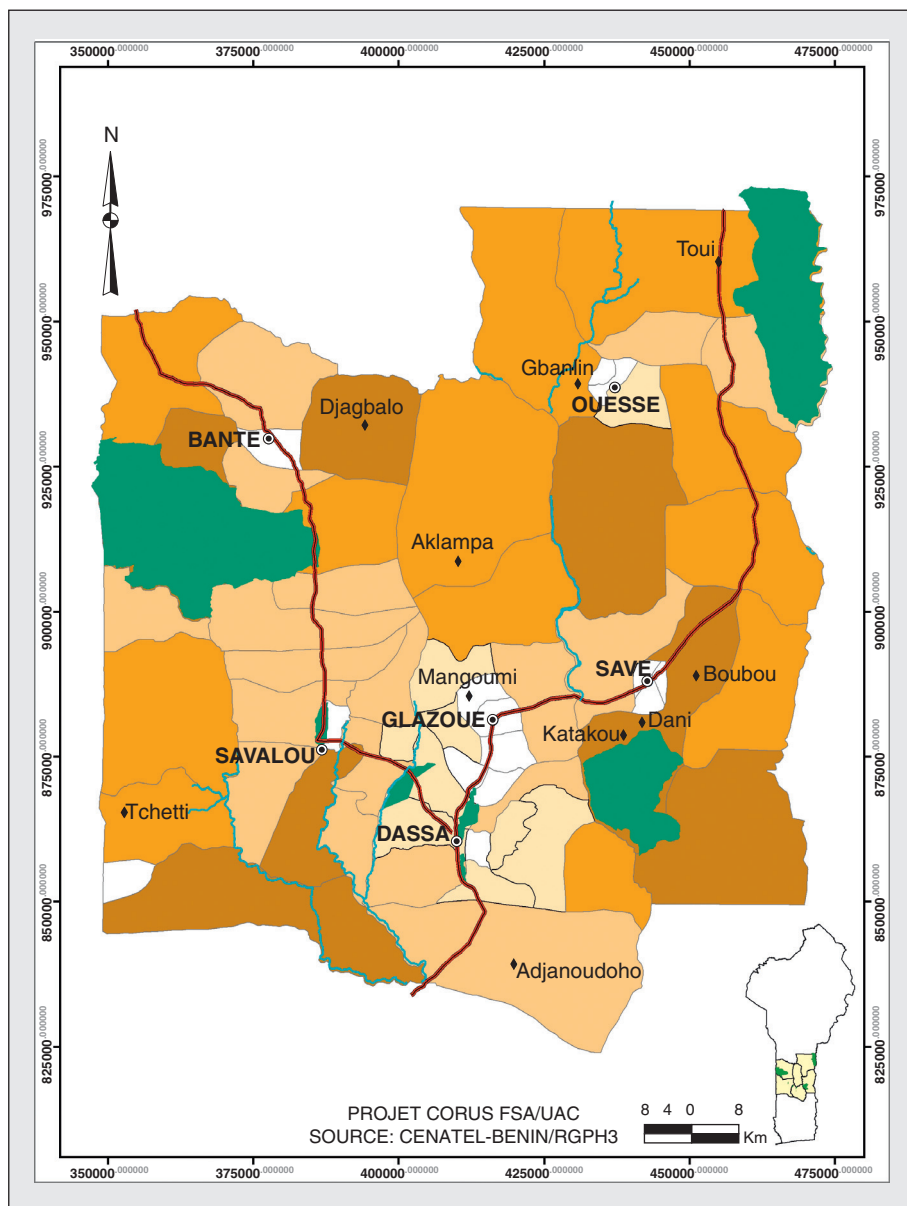 350000.000000 375000.000000 400000.000000 425000.000000 450000.000000 475000.000000
N
975000.000000 975000.000000
Toui
950000.000000 950000.000000
Gbanlin
OUESSE
Djagbalo
BANTE
925000.000000 925000.000000
Aklampa
900000.000000 900000.000000
SAVE
Mangoumi
Boubou
GLAZOUE
Dani
Katakou
SAVALOU
875000.000000 875000.000000
Tchetti
DASSA
850000.000000 850000.000000
Adjanoudoho
825000.000000 825000.000000
PROJET CORUS FSA/UAC
8 4 0 8
SOURCE: CENATEL-BENIN/RGPH3
Km
350000.000000 375000.000000 400000.000000 425000.000000 450000.000000 475000.000000